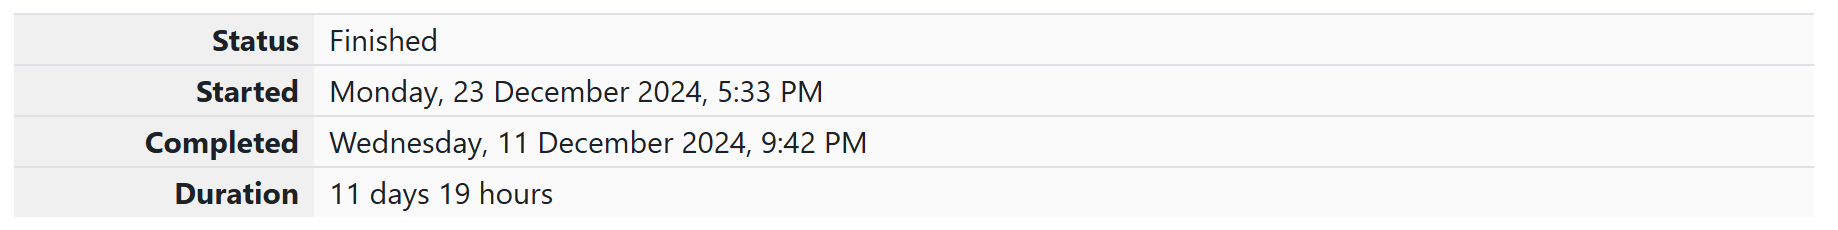 Status Finished
Started Monday, 23 December 2024, 5:33 PM
Completed Wednesday, 11 December 2024, 9:42 PM
Duration 11 days 19 hours